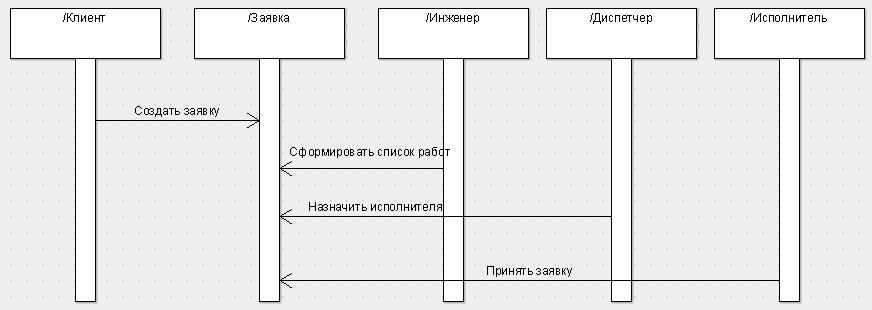 /Клиент
/Заявка
/Инженер
/Диспетчер
/Исполнитель
Создать заявку
Сформировать список работ
Назначить исполнителя
Принять заявку